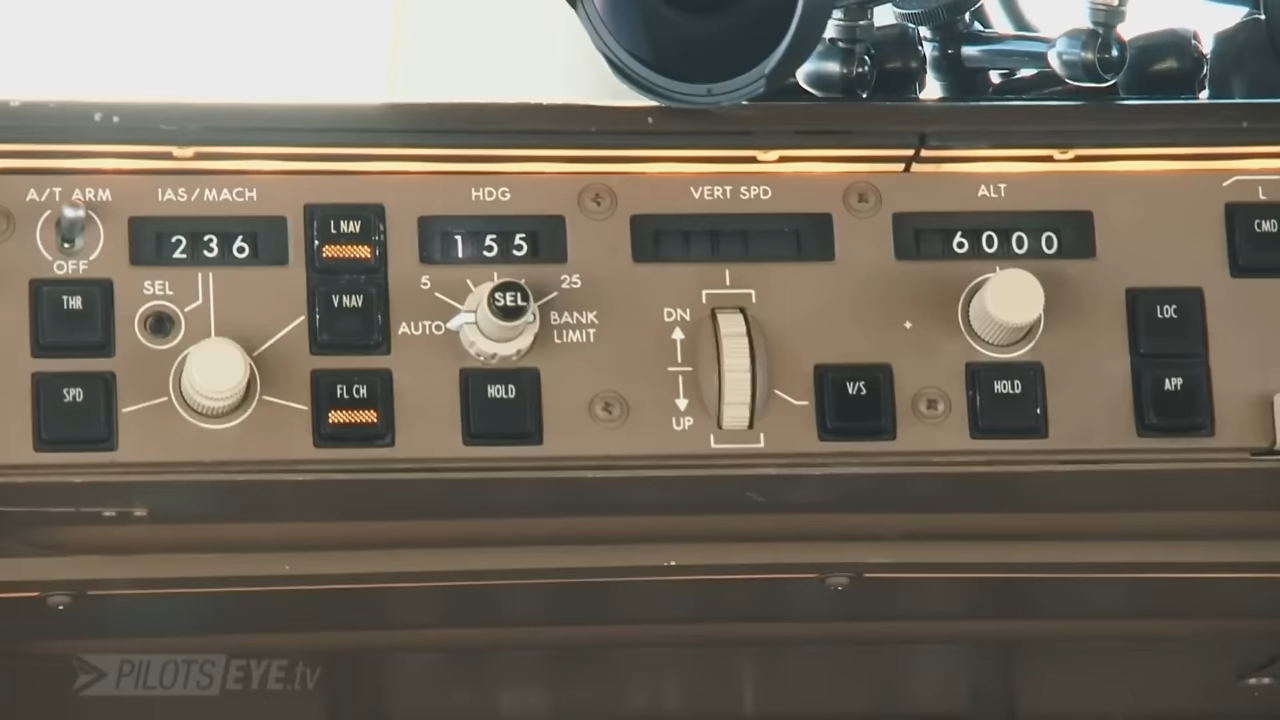 A/T ARM
IAS/MACH
HDG
VERT SPD
ALT
L
236
L NAV
155
6000
CMD
OFF
SEL
5
SEL
25
THR
V NAV
AUTO
BANK
LIMIT
DN
LOC
SPD
FL CH
HOLD
UP
V/S
HOLD
APP
PILOTSEYE.tv